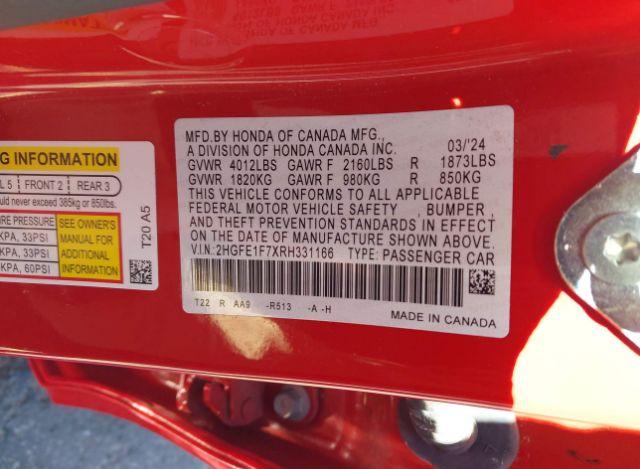 MFD.BY HONDA OF CANADA MFG.,
A DIVISION OF HONDA CANADA INC. 03/'24
GVWR 4012LBS GAWR F 2160LBS R 1873LBS
GVWR 1820KG GAWR F 980KG R 850KG
THIS VEHICLE CONFORMS TO ALL APPLICABLE
FEDERAL MOTOR VEHICLE SAFETY , BUMPER ,
AND THEFT PREVENTION STANDARDS IN EFFECT
ON THE DATE OF MANUFACTURE SHOWN ABOVE.
V.I.N.:2HGFE1F7XRH331166 TYPE: PASSENGER CAR
T22 R AA9 -R513 -A -H
MADE IN CANADA
G INFORMATION
L 5 FRONT 2 REAR 3
uld never exceed 385kg or 850lbs.
RE PRESSURE
KPA, 33PSI
KPA, 33PSI
KPA, 60PSI
SEE OWNER'S
MANUAL FOR
ADDITIONAL
INFORMATION
T20 A5